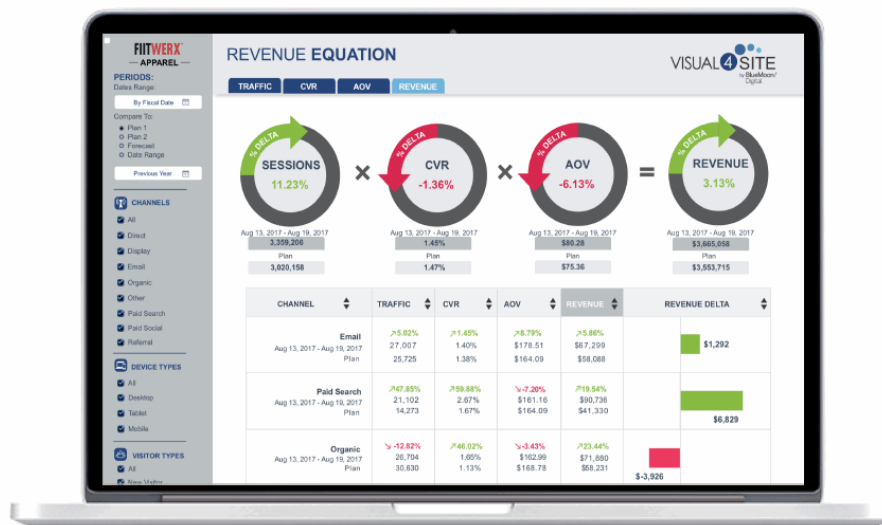 FIITWERX
— APPAREL —
PERIODS:
Dates Range:
By Fiscal Date
Compare To:
Plan 1
Plan 2
Forecast
Date Range
Previous Year
CHANNELS
All
Direct
Display
Email
Organic
Other
Paid Search
Paid Social
Referral
DEVICE TYPES
All
Desktop
Tablet
Mobile
VISITOR TYPES
All
New Visitor
REVENUE EQUATION
VISUAL4SITE
by BlueMoon/
Digital
TRAFFIC CVR AOV REVENUE
% DELTA
SESSIONS
11.23%
×
% DELTA
CVR
-1.36%
×
% DELTA
AOV
-6.13%
=
% DELTA
REVENUE
3.13%
Aug 13, 2017 - Aug 19, 2017
3,359,206
Plan
3,020,158
Aug 13, 2017 - Aug 19, 2017
1.45%
Plan
1.47%
Aug 13, 2017 - Aug 19, 2017
$80.28
Plan
$75.36
Aug 13, 2017 - Aug 19, 2017
$3,665,058
Plan
$3,553,715
CHANNEL TRAFFIC CVR AOV REVENUE REVENUE DELTA
Email ↗5.02% ↗1.45% ↗8.79% ↗5.86%
Aug 13, 2017 - Aug 19, 2017 27,007 1.40% $178.51 $67,299 $1,292
Plan 25,725 1.38% $164.09 $58,088
Paid Search ↗47.85% ↗59.88% ↘-7.20% ↗19.54%
Aug 13, 2017 - Aug 19, 2017 21,102 2.67% $161.16 $90,736
Plan 14,273 1.67% $164.09 $41,330
$6,829
Organic ↘-12.82% ↗46.02% ↘-3.43% ↗23.44%
Aug 13, 2017 - Aug 19, 2017 26,704 1.65% $162.99 $71,880
Plan 30,630 1.13% $168.78 $58,231
$-3,926